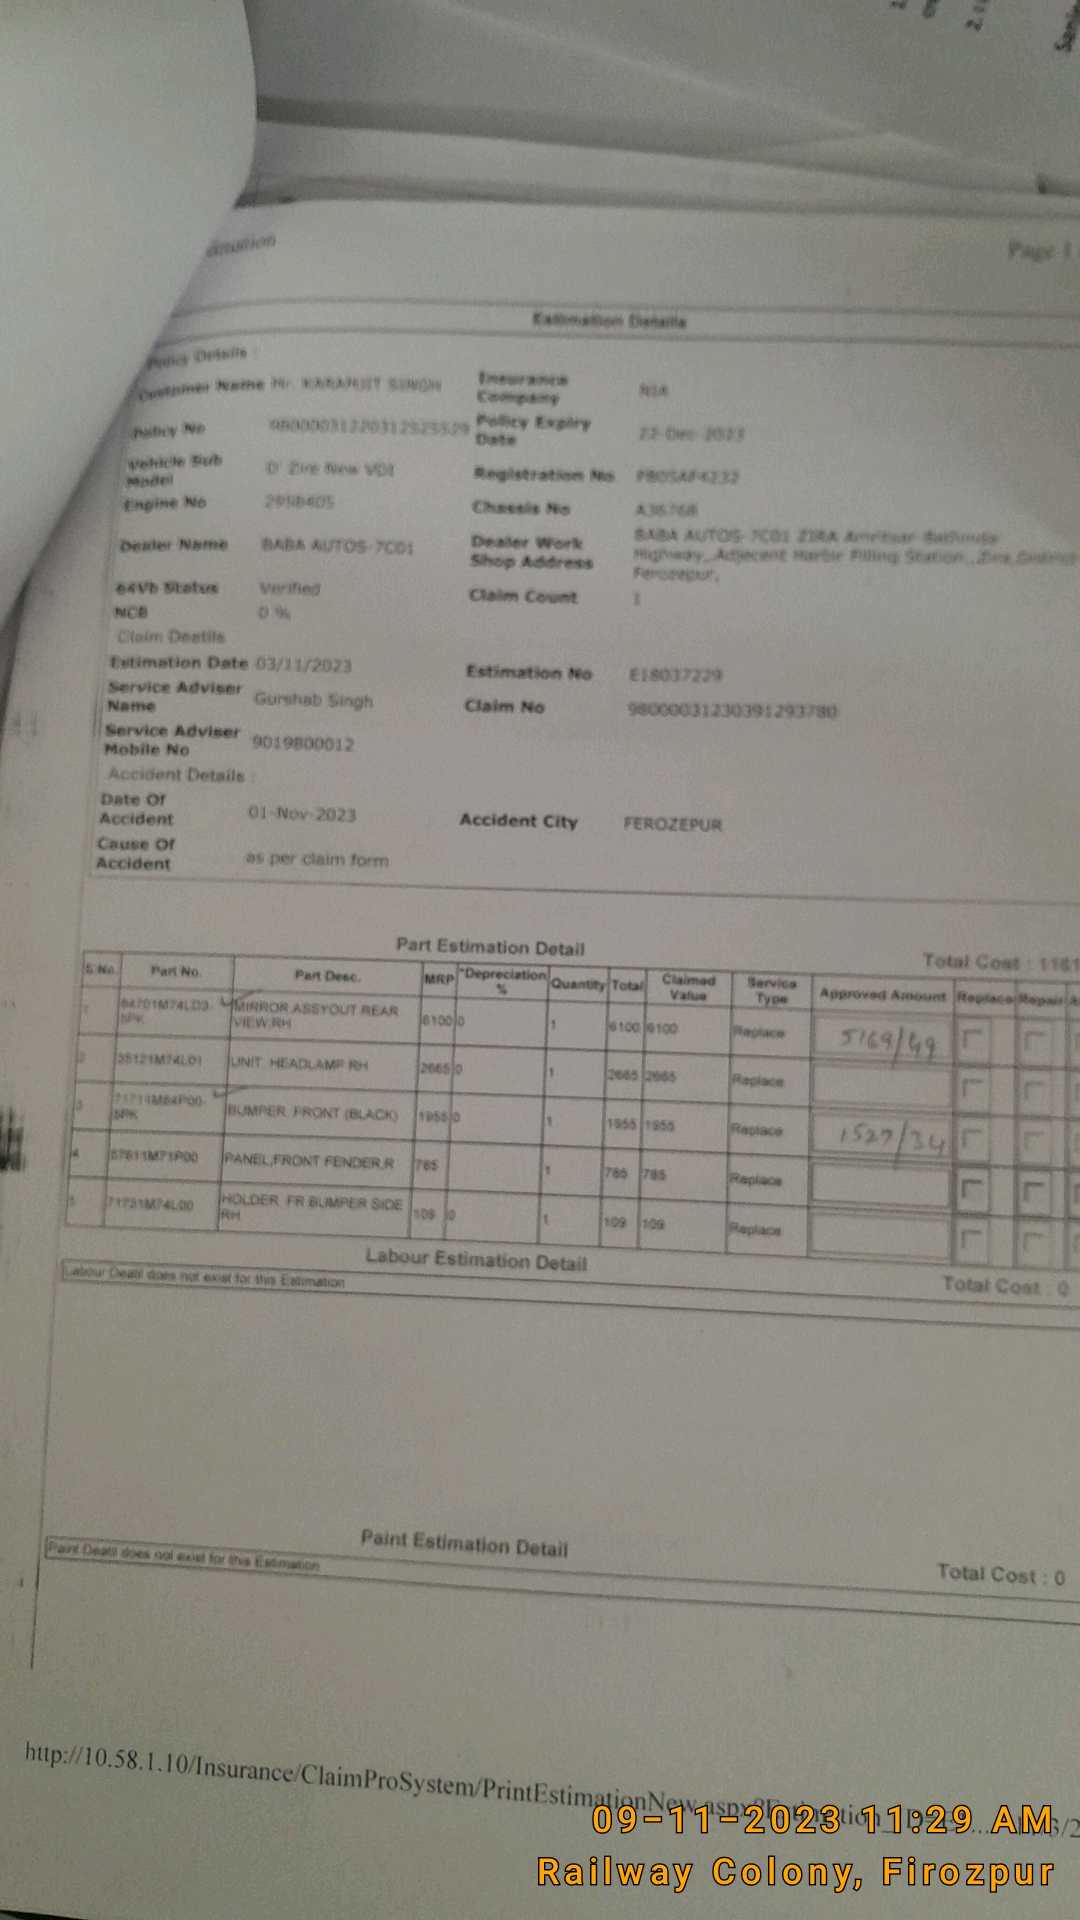 Page 1
Estimation Details
Policy Details :
Customer Name Mr. KARAMJIT SINGH Insurance Company NIA
Policy No Policy Expiry Date 22-Dec-2023
Vehicle Sub Model D' Zire New VDI Registration No
Engine No Chassis No
Dealer Name BABA AUTOS-7C01 Dealer Work Shop Address BABA AUTOS-7C01 ZIRA Amritsar Bathinda
Highway,,Adjecent Harbir Filling Station,,Zira,District
Ferozepur,
64Vb Status Verified Claim Count 1
NCB 0 %
Claim Deatils
Estimation Date 03/11/2023 Estimation No E18037229
Service Adviser Name Gurshab Singh Claim No 98000031230391293780
Service Adviser Mobile No 9019800012
Accident Details :
Date Of Accident 01-Nov-2023 Accident City FEROZEPUR
Cause Of Accident as per claim form
Part Estimation Detail
Total Cost : 1161
S No. Part No. Part Desc. MRP *Depreciation % Quantity Total Claimed Value Service Type Approved Amount Replace Repair
1 MIRROR ASSYOUT REAR VIEW,RH 6100 0 1 6100 6100 Replace 5169/49
2 35121M74L01 UNIT HEADLAMP RH 2665 0 1 2665 2665 Replace
3 BUMPER FRONT (BLACK) 1955 0 1 1955 1955 Replace 1527/34
4 57611M71P00 PANEL,FRONT FENDER,R 785 1 785 785 Replace
5 71731M74L00 HOLDER FR BUMPER SIDE RH 109 0 1 109 109 Replace
Labour Estimation Detail
Total Cost : 0
Labour Deatil does not exist for this Estimation
Paint Estimation Detail
Total Cost : 0
Paint Deatil does not exist for this Estimation
http://10.58.1.10/Insurance/ClaimProSystem/PrintEstimationNew.aspx?Estimation
09-11-2023 11:29 AM
Railway Colony, Firozpur